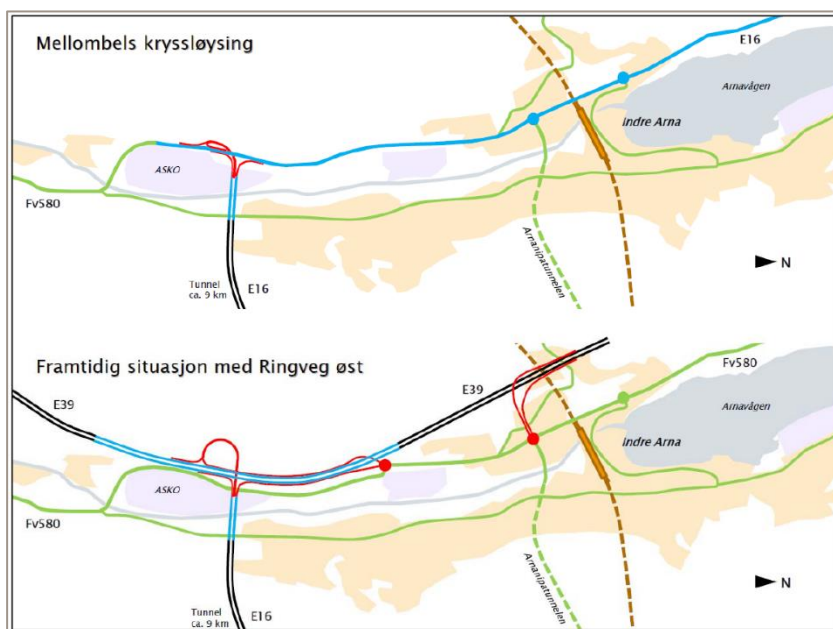 Mellombels kryssløysing
E16
Arnavågen
Indre Arna
ASKO
Fv580
Arnanipatunnelen
N
Tunnel
ca. 9 km
E16
Framtidig situasjon med Ringveg øst
E39
E39
Fv580
Arnavågen
Indre Arna
ASKO
Fv580
Arnanipatunnelen
N
Tunnel
ca. 9 km
E16